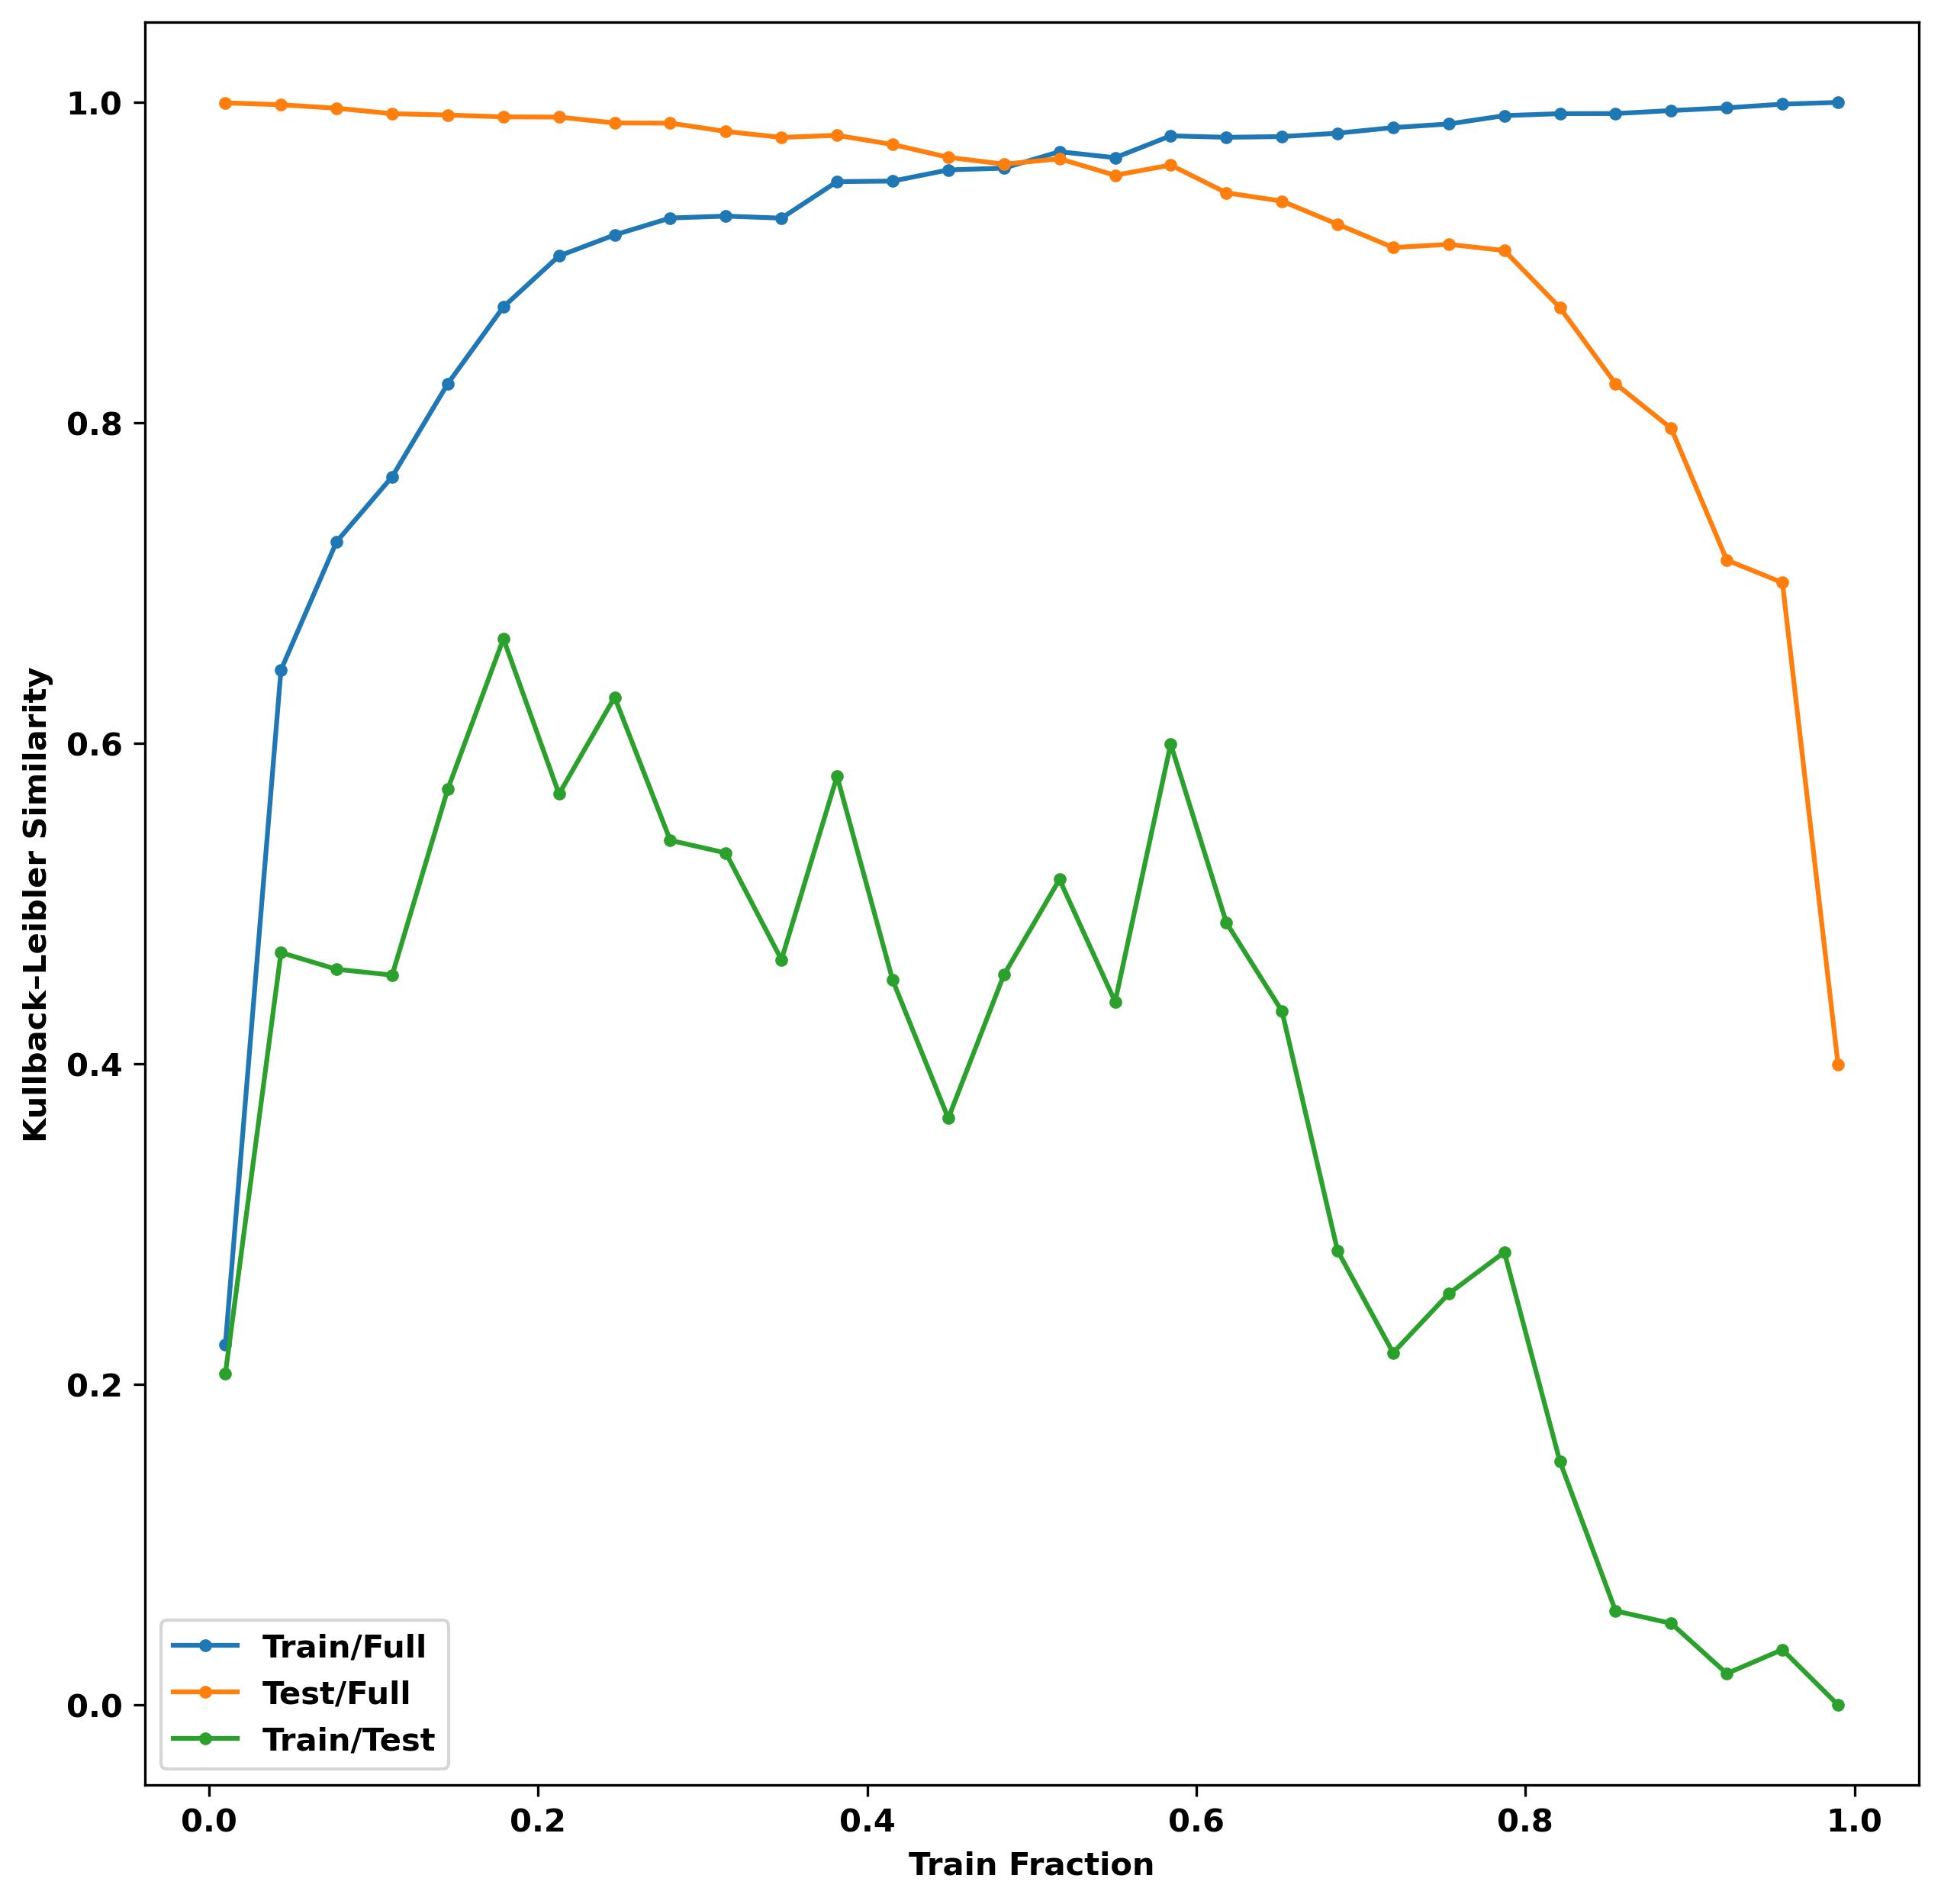 1.0
0.8
0.6
0.4
0.2
0.0
Kullback–Leibler Similarity
Train/Full
Test/Full
Train/Test
0.0 0.2 0.4 0.6 0.8 1.0
Train Fraction